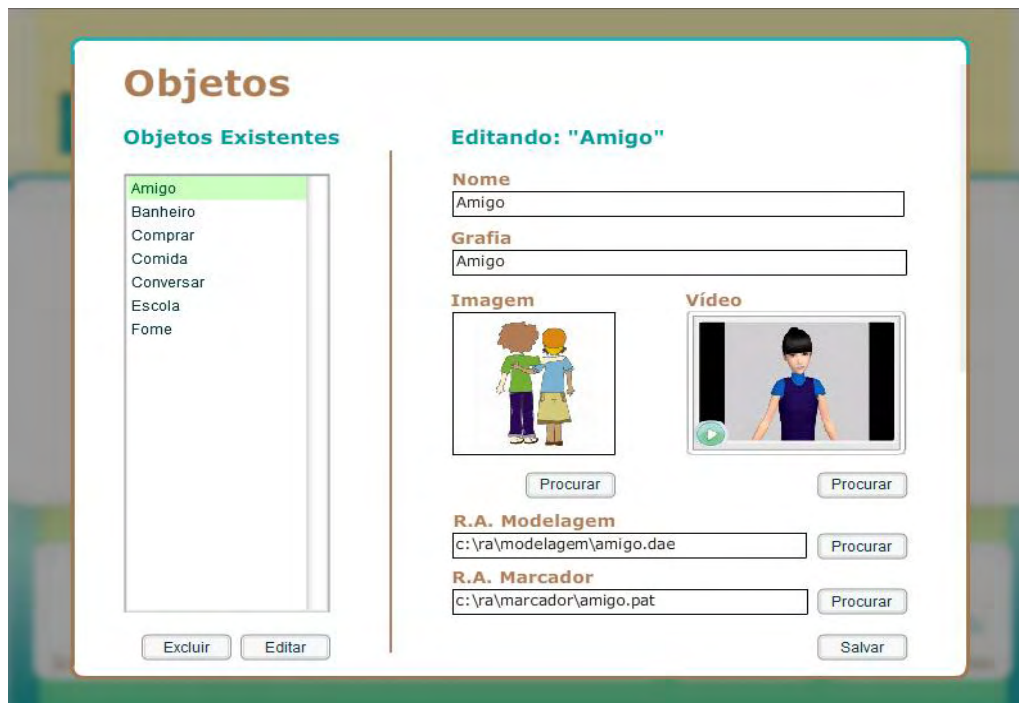 Objetos
Objetos Existentes
Amigo
Banheiro
Comprar
Comida
Conversar
Escola
Fome
Excluir
Editar
Editando: "Amigo"
Nome
Amigo
Grafia
Amigo
Imagem
Vídeo
Procurar
Procurar
R.A. Modelagem
c:\ra\modelagem\amigo.dae
Procurar
R.A. Marcador
c:\ra\marcador\amigo.pat
Procurar
Salvar